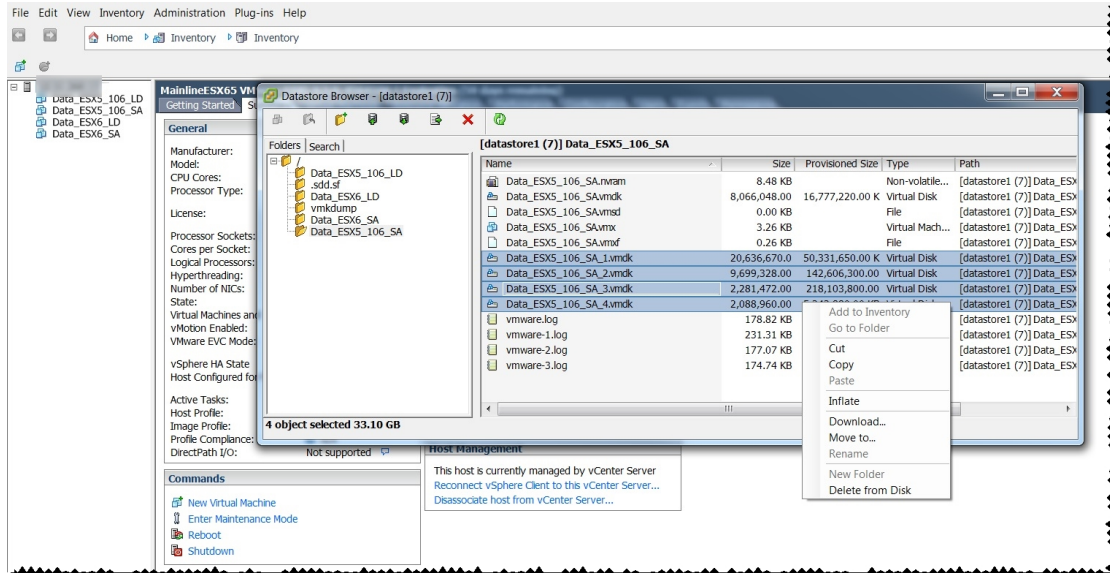 File Edit View Inventory Administration Plug-ins Help
Home Inventory Inventory
Data_ESX5_106_LD
Data_ESX5_106_SA
Data_ESX6_LD
Data_ESX6_SA
MainlineESX65 VM
Getting Started
General
Manufacturer:
Model:
CPU Cores:
Processor Type:
License:
Processor Sockets:
Cores per Socket:
Logical Processors:
Hyperthreading:
Number of NICs:
State:
Virtual Machines and
vMotion Enabled:
VMware EVC Mode:
vSphere HA State
Host Configured for
Active Tasks:
Host Profile:
Image Profile:
Profile Compliance:
DirectPath I/O: Not supported
Commands
New Virtual Machine
Enter Maintenance Mode
Reboot
Shutdown
Host Management
This host is currently managed by vCenter Server
Reconnect vSphere Client to this vCenter Server...
Disassociate host from vCenter Server...
Datastore Browser - [datastore1 (7)]
Folders Search
/
Data_ESX5_106_LD
.sdd.sf
Data_ESX6_LD
vmkdump
Data_ESX6_SA
Data_ESX5_106_SA
[datastore1 (7)] Data_ESX5_106_SA
Name Size Provisioned Size Type Path
Data_ESX5_106_SA.nvram 8.48 KB Non-volatile... [datastore1 (7)] Data_ESX
Data_ESX5_106_SA.vmdk 8,066,048.00 16,777,220.00 K Virtual Disk [datastore1 (7)] Data_ESX
Data_ESX5_106_SA.vmsd 0.00 KB File [datastore1 (7)] Data_ESX
Data_ESX5_106_SA.vmx 3.26 KB Virtual Mach... [datastore1 (7)] Data_ESX
Data_ESX5_106_SA.vmxf 0.26 KB File [datastore1 (7)] Data_ESX
Data_ESX5_106_SA_1.vmdk 20,636,670.0 50,331,650.00 K Virtual Disk [datastore1 (7)] Data_ESX
Data_ESX5_106_SA_2.vmdk 9,699,328.00 142,606,300.00 Virtual Disk [datastore1 (7)] Data_ESX
Data_ESX5_106_SA_3.vmdk 2,281,472.00 218,103,800.00 Virtual Disk [datastore1 (7)] Data_ESX
Data_ESX5_106_SA_4.vmdk 2,088,960.00 [datastore1 (7)] Data_ESX
vmware.log 178.82 KB [datastore1 (7)] Data_ESX
vmware-1.log 231.31 KB [datastore1 (7)] Data_ESX
vmware-2.log 177.07 KB [datastore1 (7)] Data_ESX
vmware-3.log 174.74 KB [datastore1 (7)] Data_ESX
4 object selected 33.10 GB
Add to Inventory
Go to Folder
Cut
Copy
Paste
Inflate
Download...
Move to...
Rename
New Folder
Delete from Disk